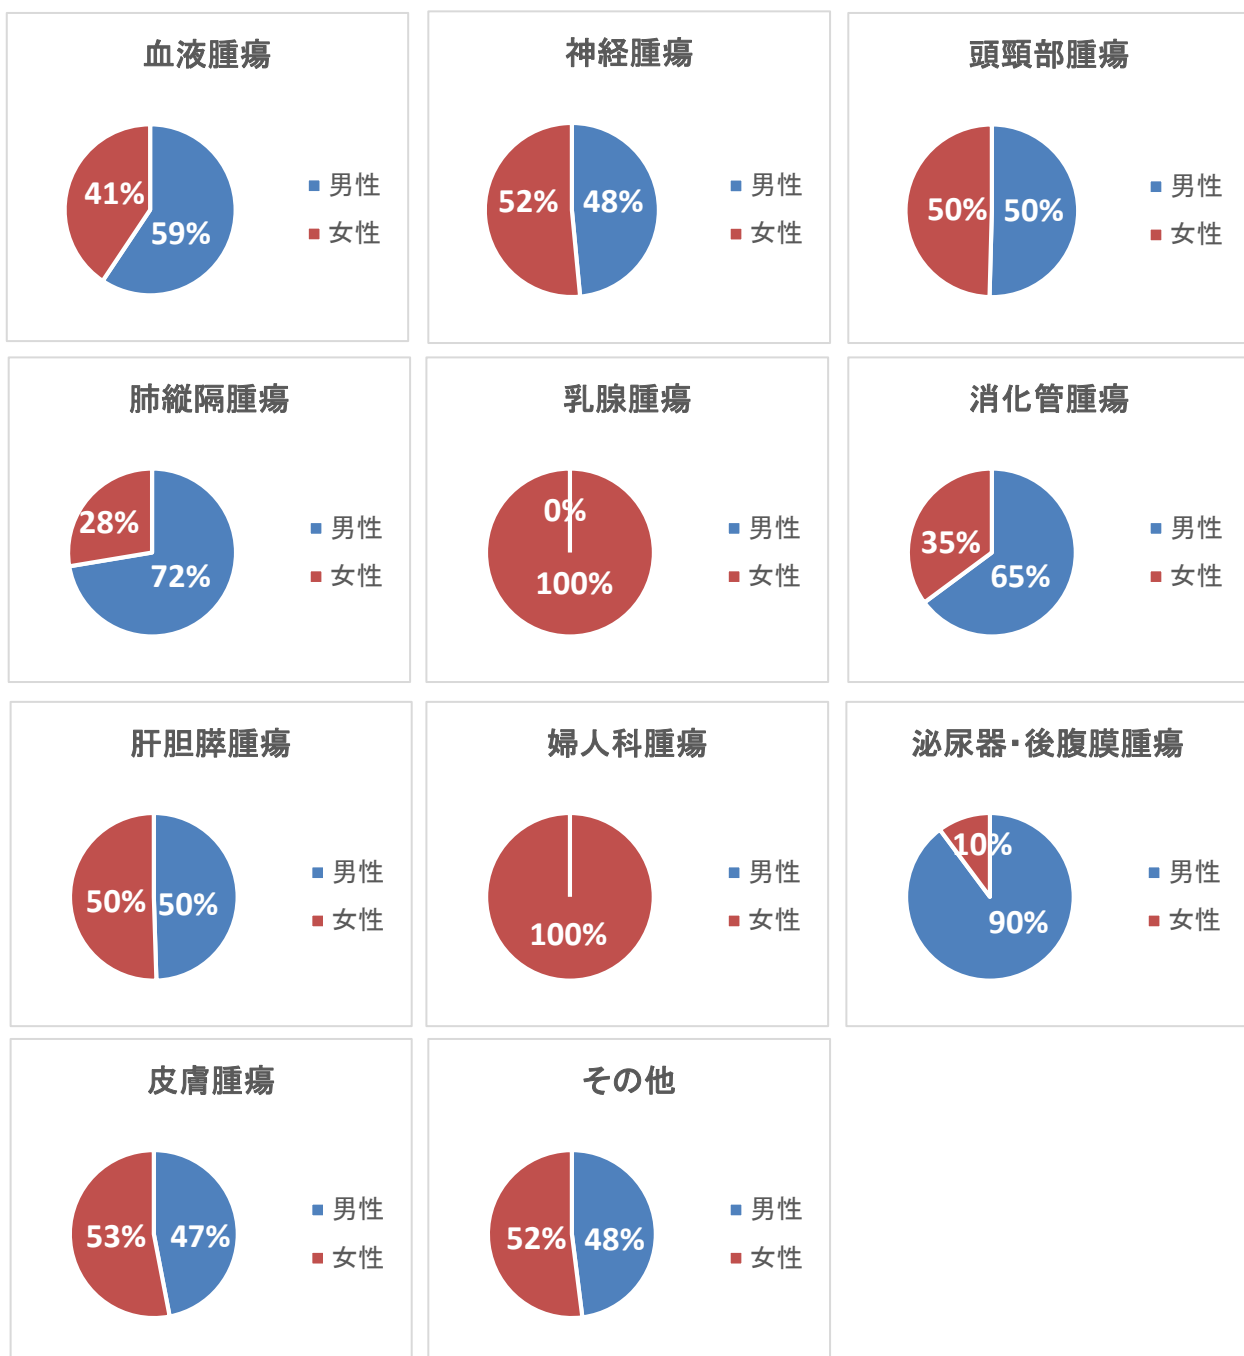 血液腫瘍
41%
59%
男性
女性
神経腫瘍
52%
48%
男性
女性
頭頸部腫瘍
50%
50%
男性
女性
肺縦隔腫瘍
28%
72%
男性
女性
乳腺腫瘍
0%
100%
男性
女性
消化管腫瘍
35%
65%
男性
女性
肝胆膵腫瘍
50%
50%
男性
女性
婦人科腫瘍
100%
男性
女性
泌尿器・後腹膜腫瘍
10%
90%
男性
女性
皮膚腫瘍
53%
47%
男性
女性
その他
52%
48%
男性
女性